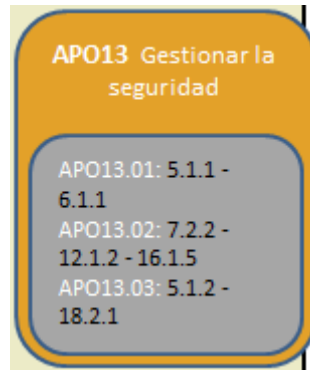 APO13 Gestionar la
seguridad
APO13.01: 5.1.1 -
6.1.1
APO13.02: 7.2.2 -
12.1.2 - 16.1.5
APO13.03: 5.1.2 -
18.2.1